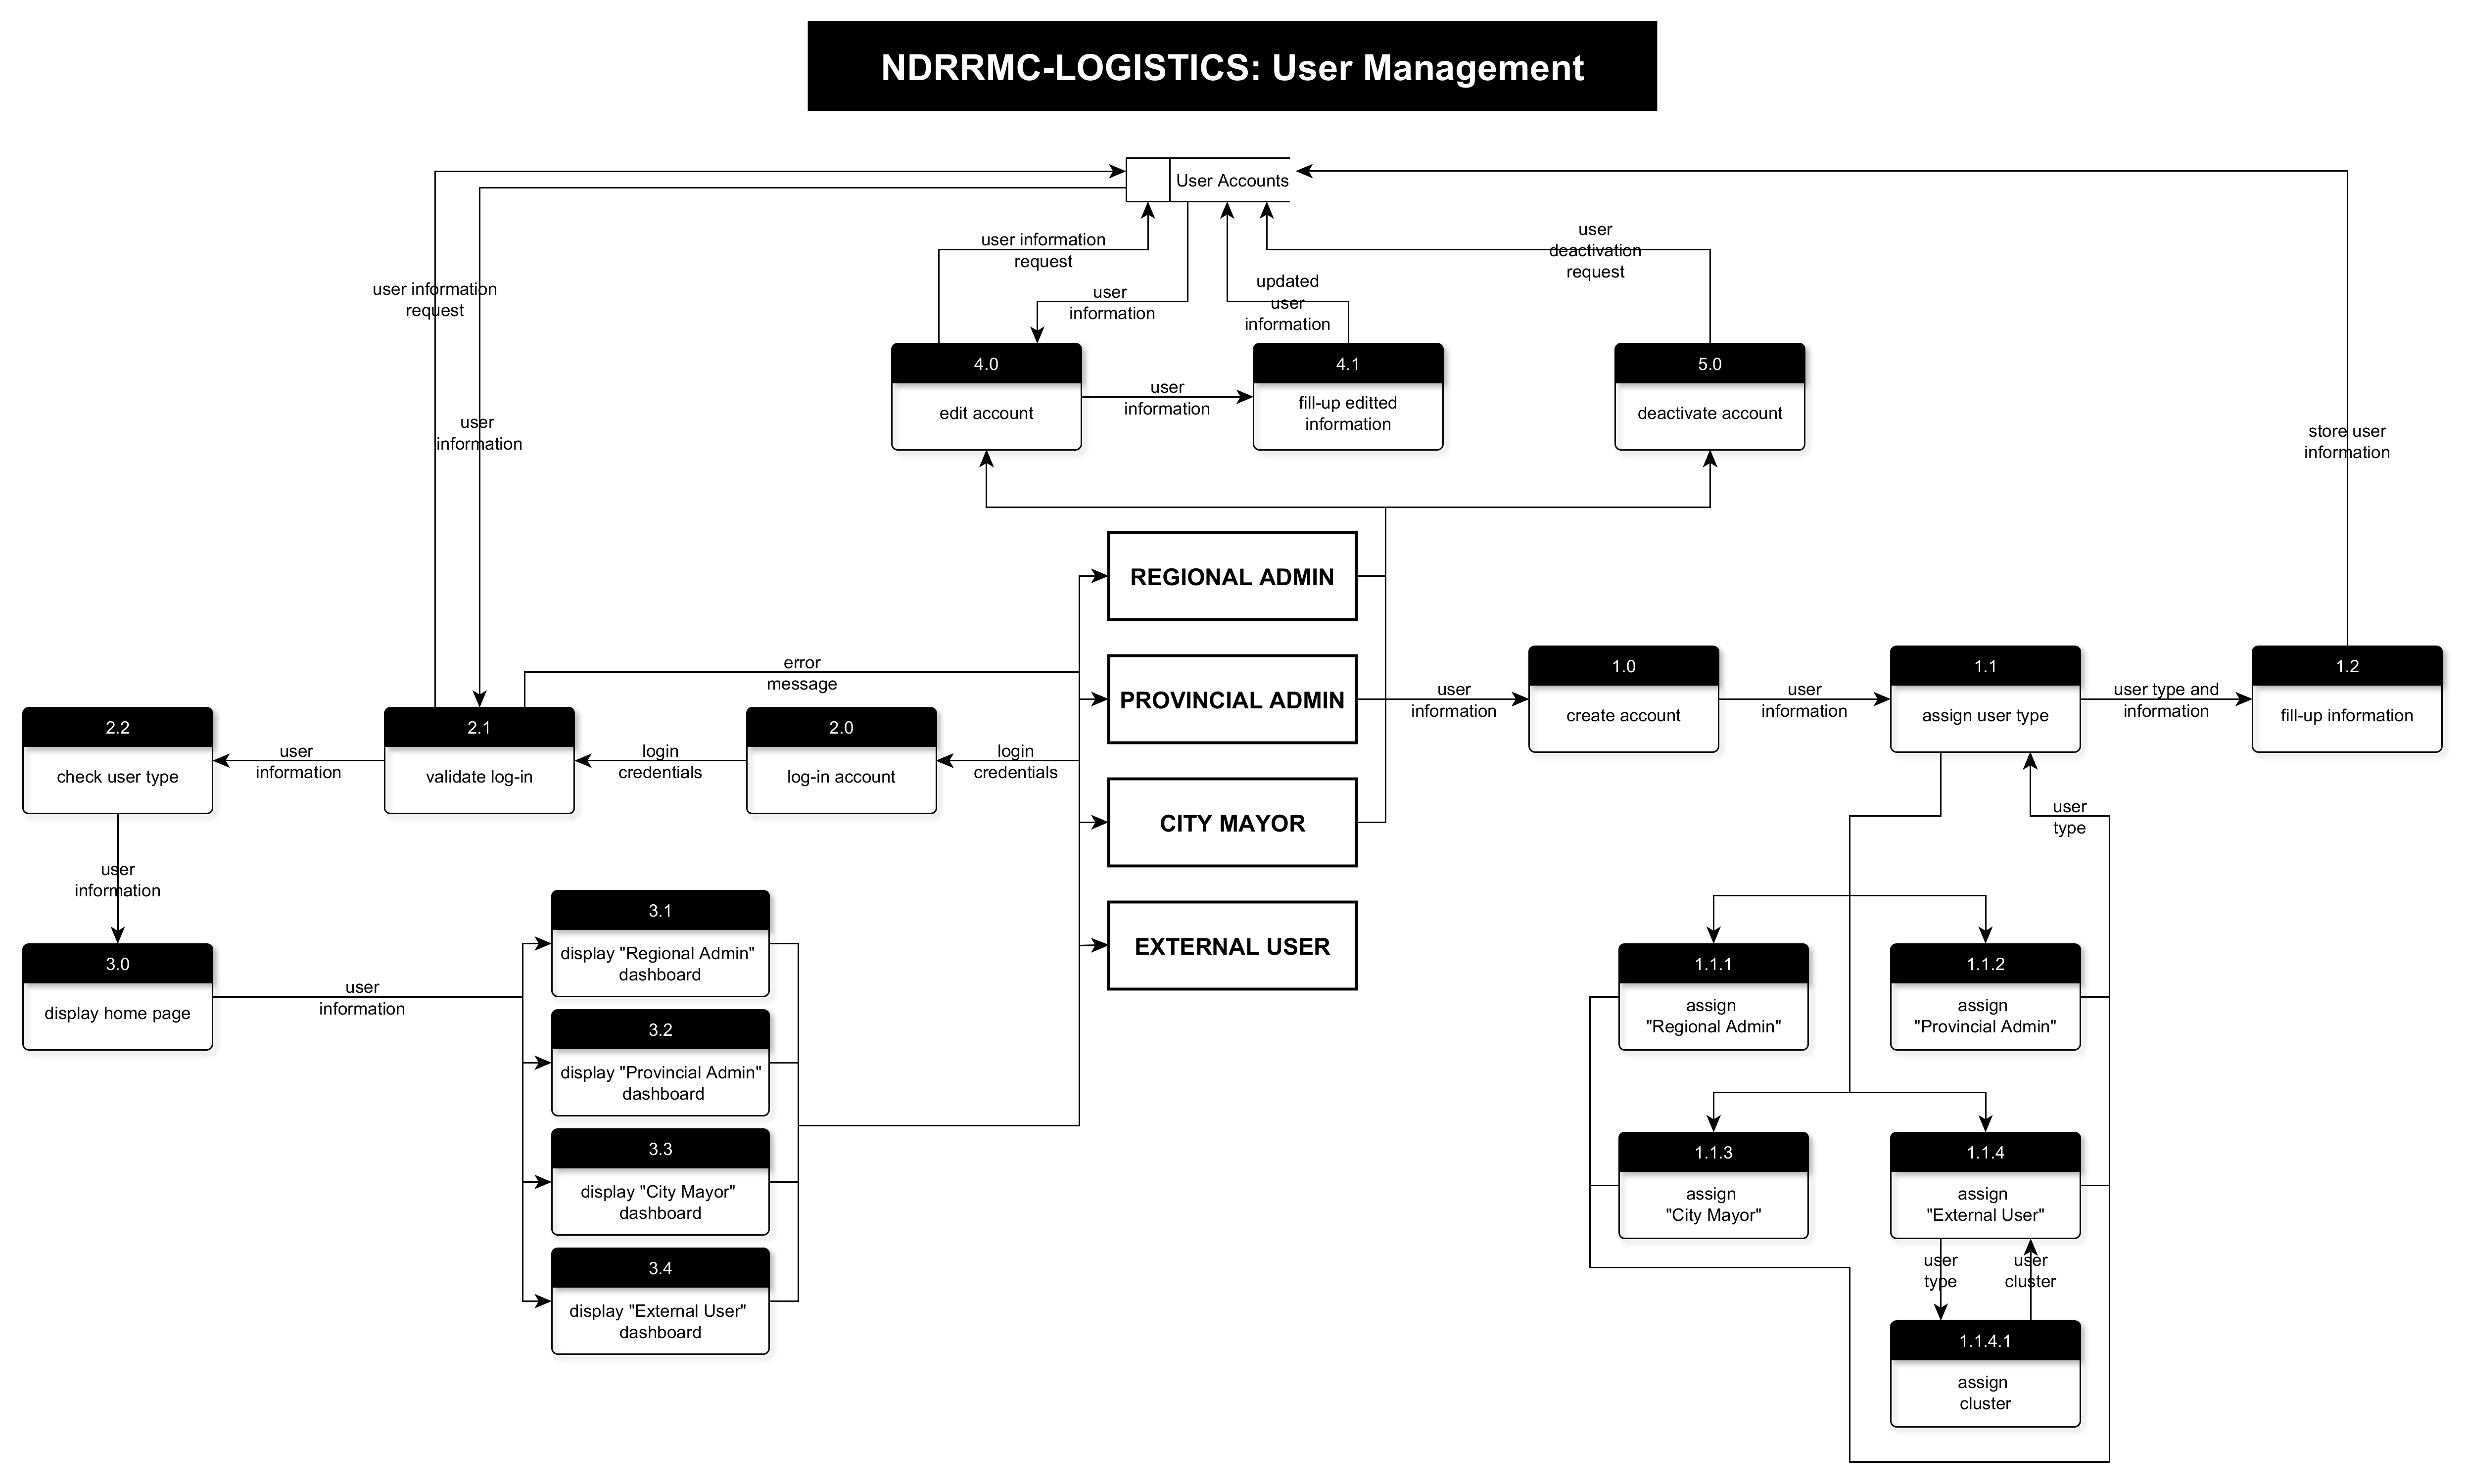 NDRRMC-LOGISTICS: User Management
User Accounts
user information
request
user
information
user information
request
user
information
updated
user
information
user
deactivation
request
store user
information
4.0
edit account
user
information
4.1
fill-up editted
information
5.0
deactivate account
REGIONAL ADMIN
PROVINCIAL ADMIN
CITY MAYOR
EXTERNAL USER
error
message
2.2
check user type
user
information
2.1
validate log-in
login
credentials
2.0
log-in account
login
credentials
user
information
1.0
create account
user
information
1.1
assign user type
user type and
information
1.2
fill-up information
user
type
user
information
3.0
display home page
user
information
3.1
display "Regional Admin"
dashboard
3.2
display "Provincial Admin"
dashboard
3.3
display "City Mayor"
dashboard
3.4
display "External User"
dashboard
1.1.1
assign
"Regional Admin"
1.1.2
assign
"Provincial Admin"
1.1.3
assign
"City Mayor"
1.1.4
assign
"External User"
user
type
user
cluster
1.1.4.1
assign
cluster